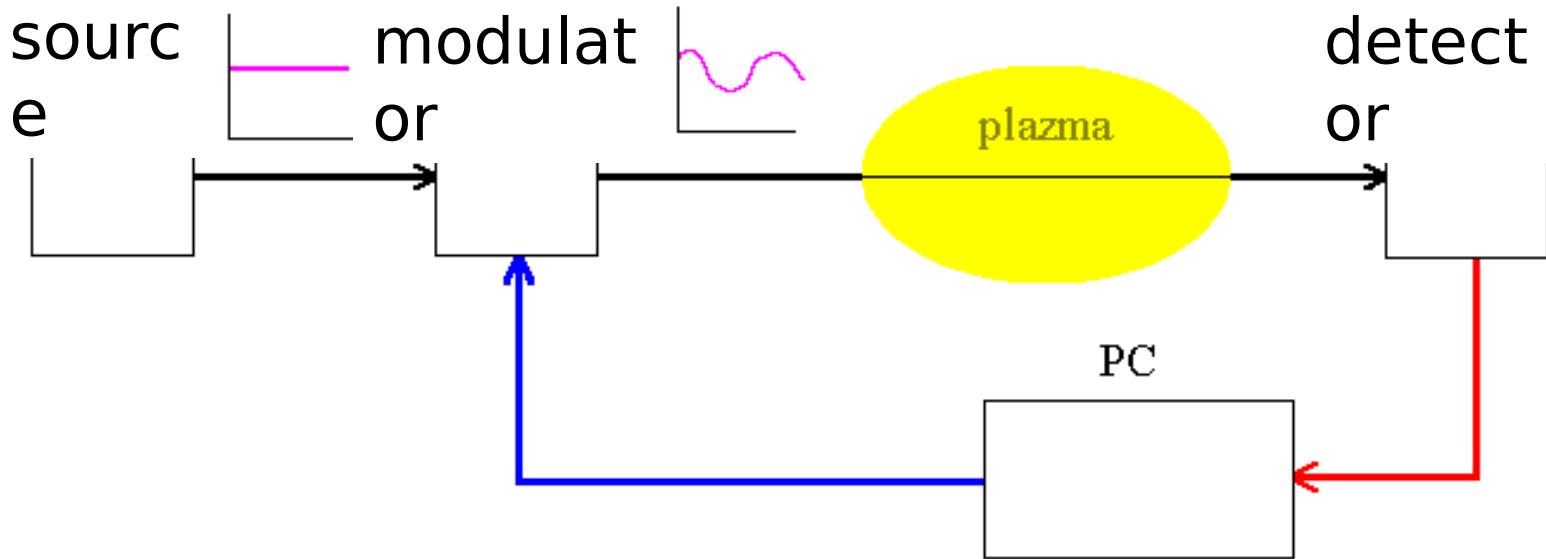 sourc
e
modulat
or
plazma
detect
or
PC